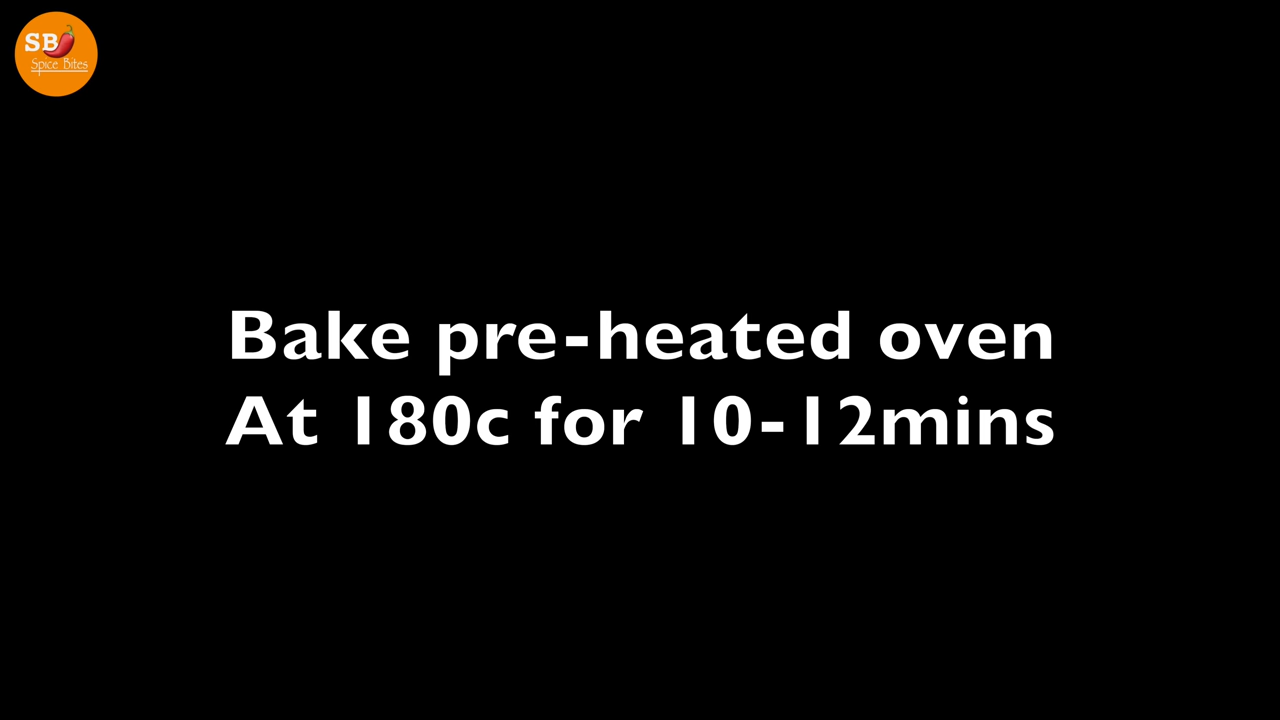 SB
Spice Bites
Bake pre-heated oven
At 180c for 10-12mins